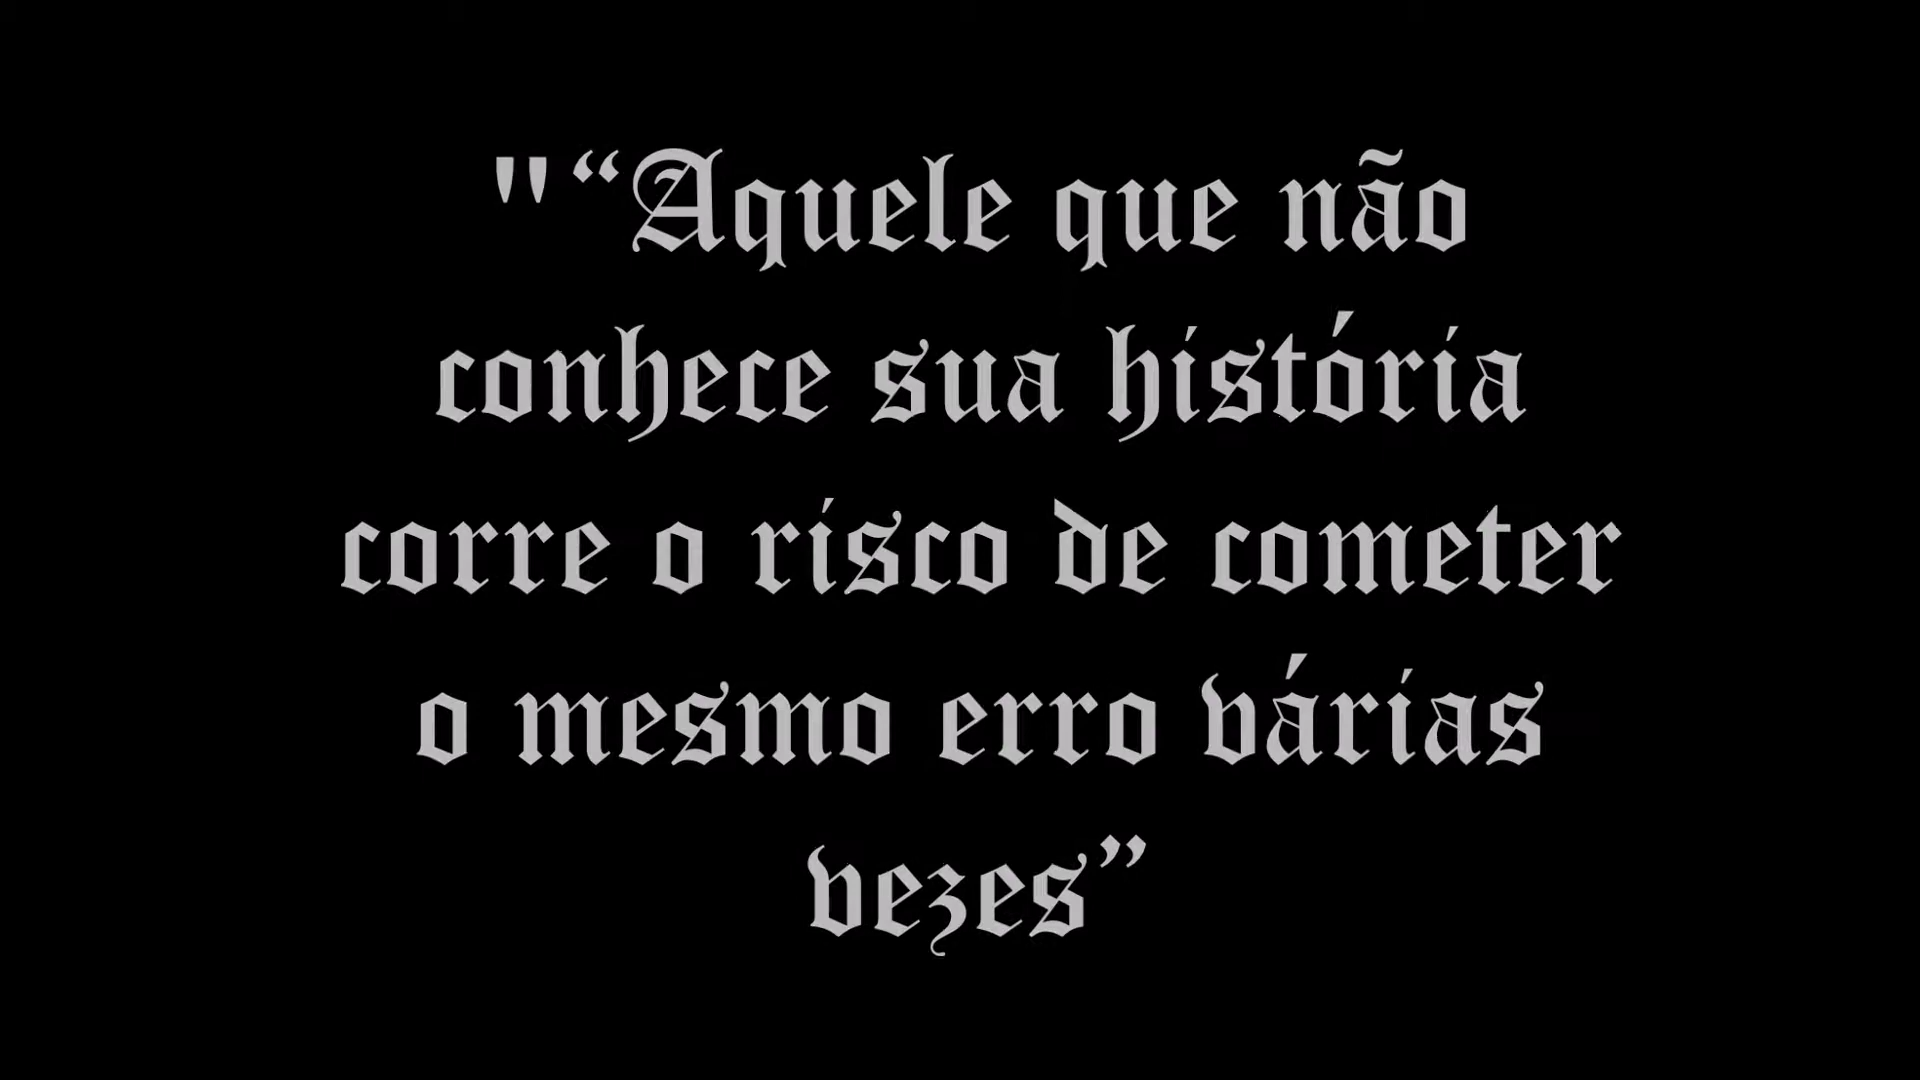 "“Aquele que não
conhece sua história
corre o risco de cometer
o mesmo erro várias
vezes”